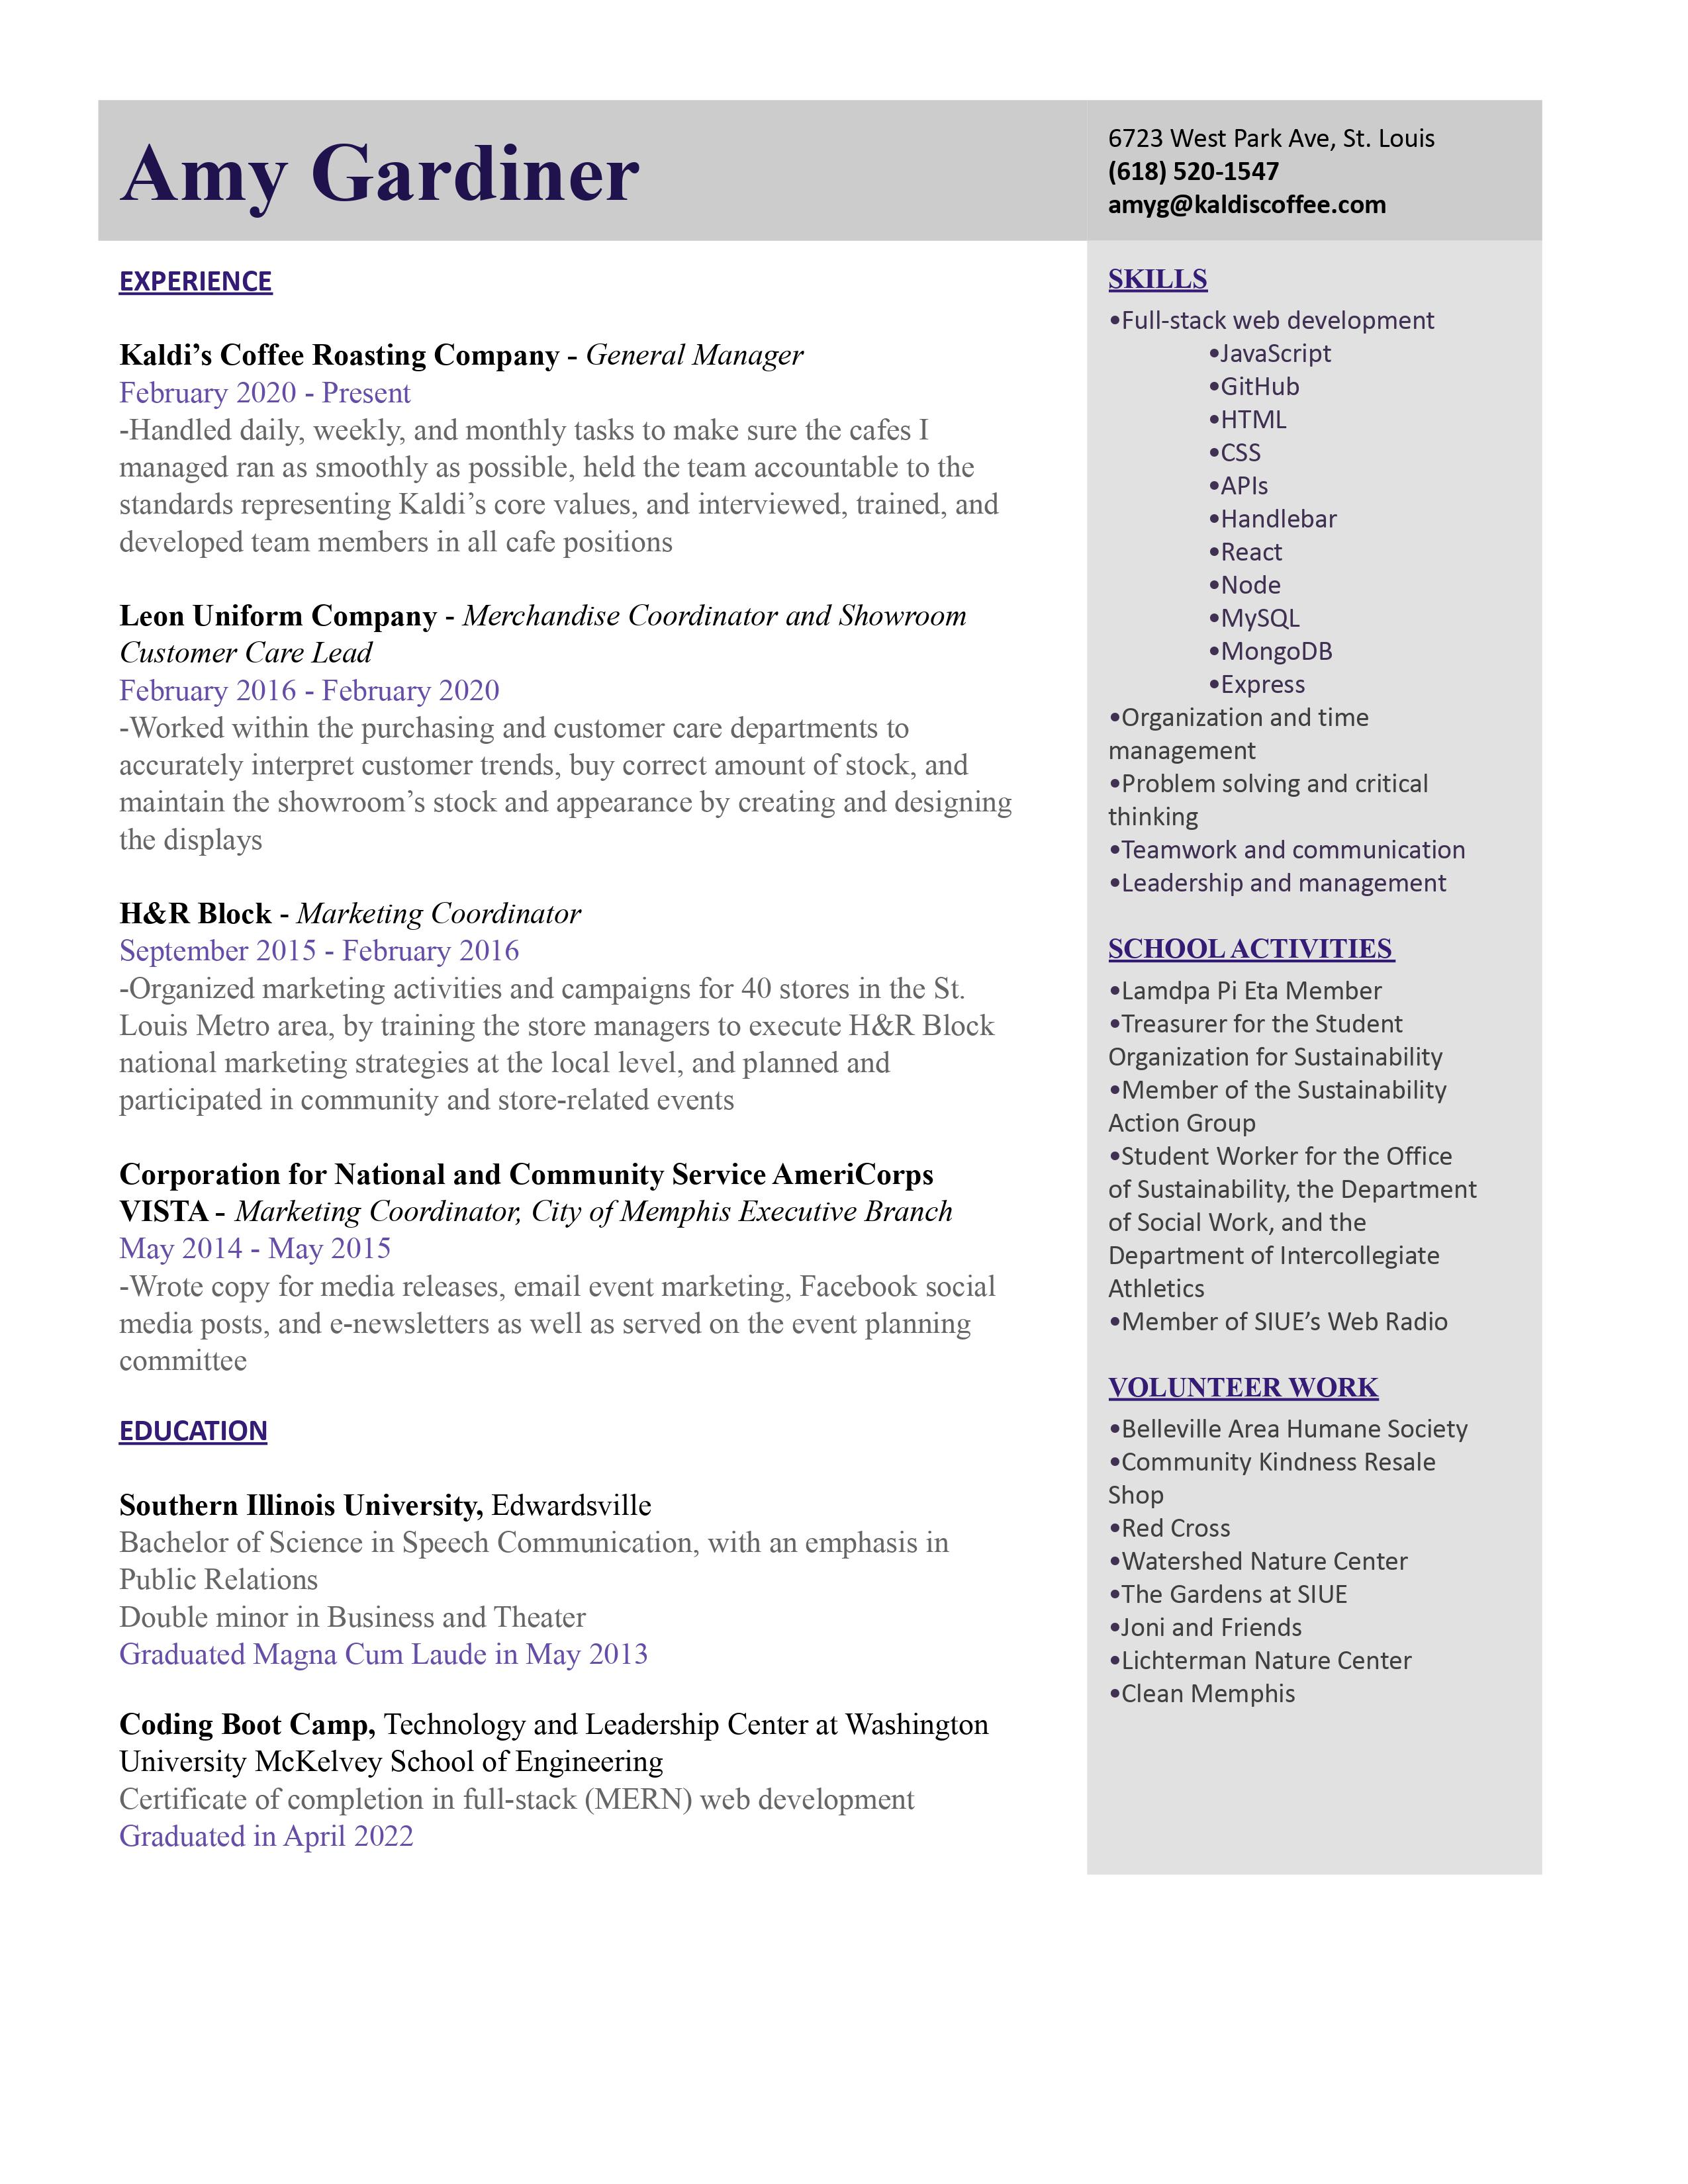 Amy Gardiner
6723 West Park Ave, St. Louis
(618) 520-1547
amyg@kaldiscoffee.com
EXPERIENCE
Kaldi’s Coffee Roasting Company - General Manager
February 2020 - Present
-Handled daily, weekly, and monthly tasks to make sure the cafes I
managed ran as smoothly as possible, held the team accountable to the
standards representing Kaldi’s core values, and interviewed, trained, and
developed team members in all cafe positions
Leon Uniform Company - Merchandise Coordinator and Showroom
Customer Care Lead
February 2016 - February 2020
-Worked within the purchasing and customer care departments to
accurately interpret customer trends, buy correct amount of stock, and
maintain the showroom’s stock and appearance by creating and designing
the displays
H&R Block - Marketing Coordinator
September 2015 - February 2016
-Organized marketing activities and campaigns for 40 stores in the St.
Louis Metro area, by training the store managers to execute H&R Block
national marketing strategies at the local level, and planned and
participated in community and store-related events
Corporation for National and Community Service AmeriCorps
VISTA - Marketing Coordinator, City of Memphis Executive Branch
May 2014 - May 2015
-Wrote copy for media releases, email event marketing, Facebook social
media posts, and e-newsletters as well as served on the event planning
committee
EDUCATION
Southern Illinois University, Edwardsville
Bachelor of Science in Speech Communication, with an emphasis in
Public Relations
Double minor in Business and Theater
Graduated Magna Cum Laude in May 2013
Coding Boot Camp, Technology and Leadership Center at Washington
University McKelvey School of Engineering
Certificate of completion in full-stack (MERN) web development
Graduated in April 2022
SKILLS
•Full-stack web development
•JavaScript
•GitHub
•HTML
•CSS
•APIs
•Handlebar
•React
•Node
•MySQL
•MongoDB
•Express
•Organization and time
management
•Problem solving and critical
thinking
•Teamwork and communication
•Leadership and management
SCHOOL ACTIVITIES
•Lamdpa Pi Eta Member
•Treasurer for the Student
Organization for Sustainability
•Member of the Sustainability
Action Group
•Student Worker for the Office
of Sustainability, the Department
of Social Work, and the
Department of Intercollegiate
Athletics
•Member of SIUE’s Web Radio
VOLUNTEER WORK
•Belleville Area Humane Society
•Community Kindness Resale
Shop
•Red Cross
•Watershed Nature Center
•The Gardens at SIUE
•Joni and Friends
•Lichterman Nature Center
•Clean Memphis